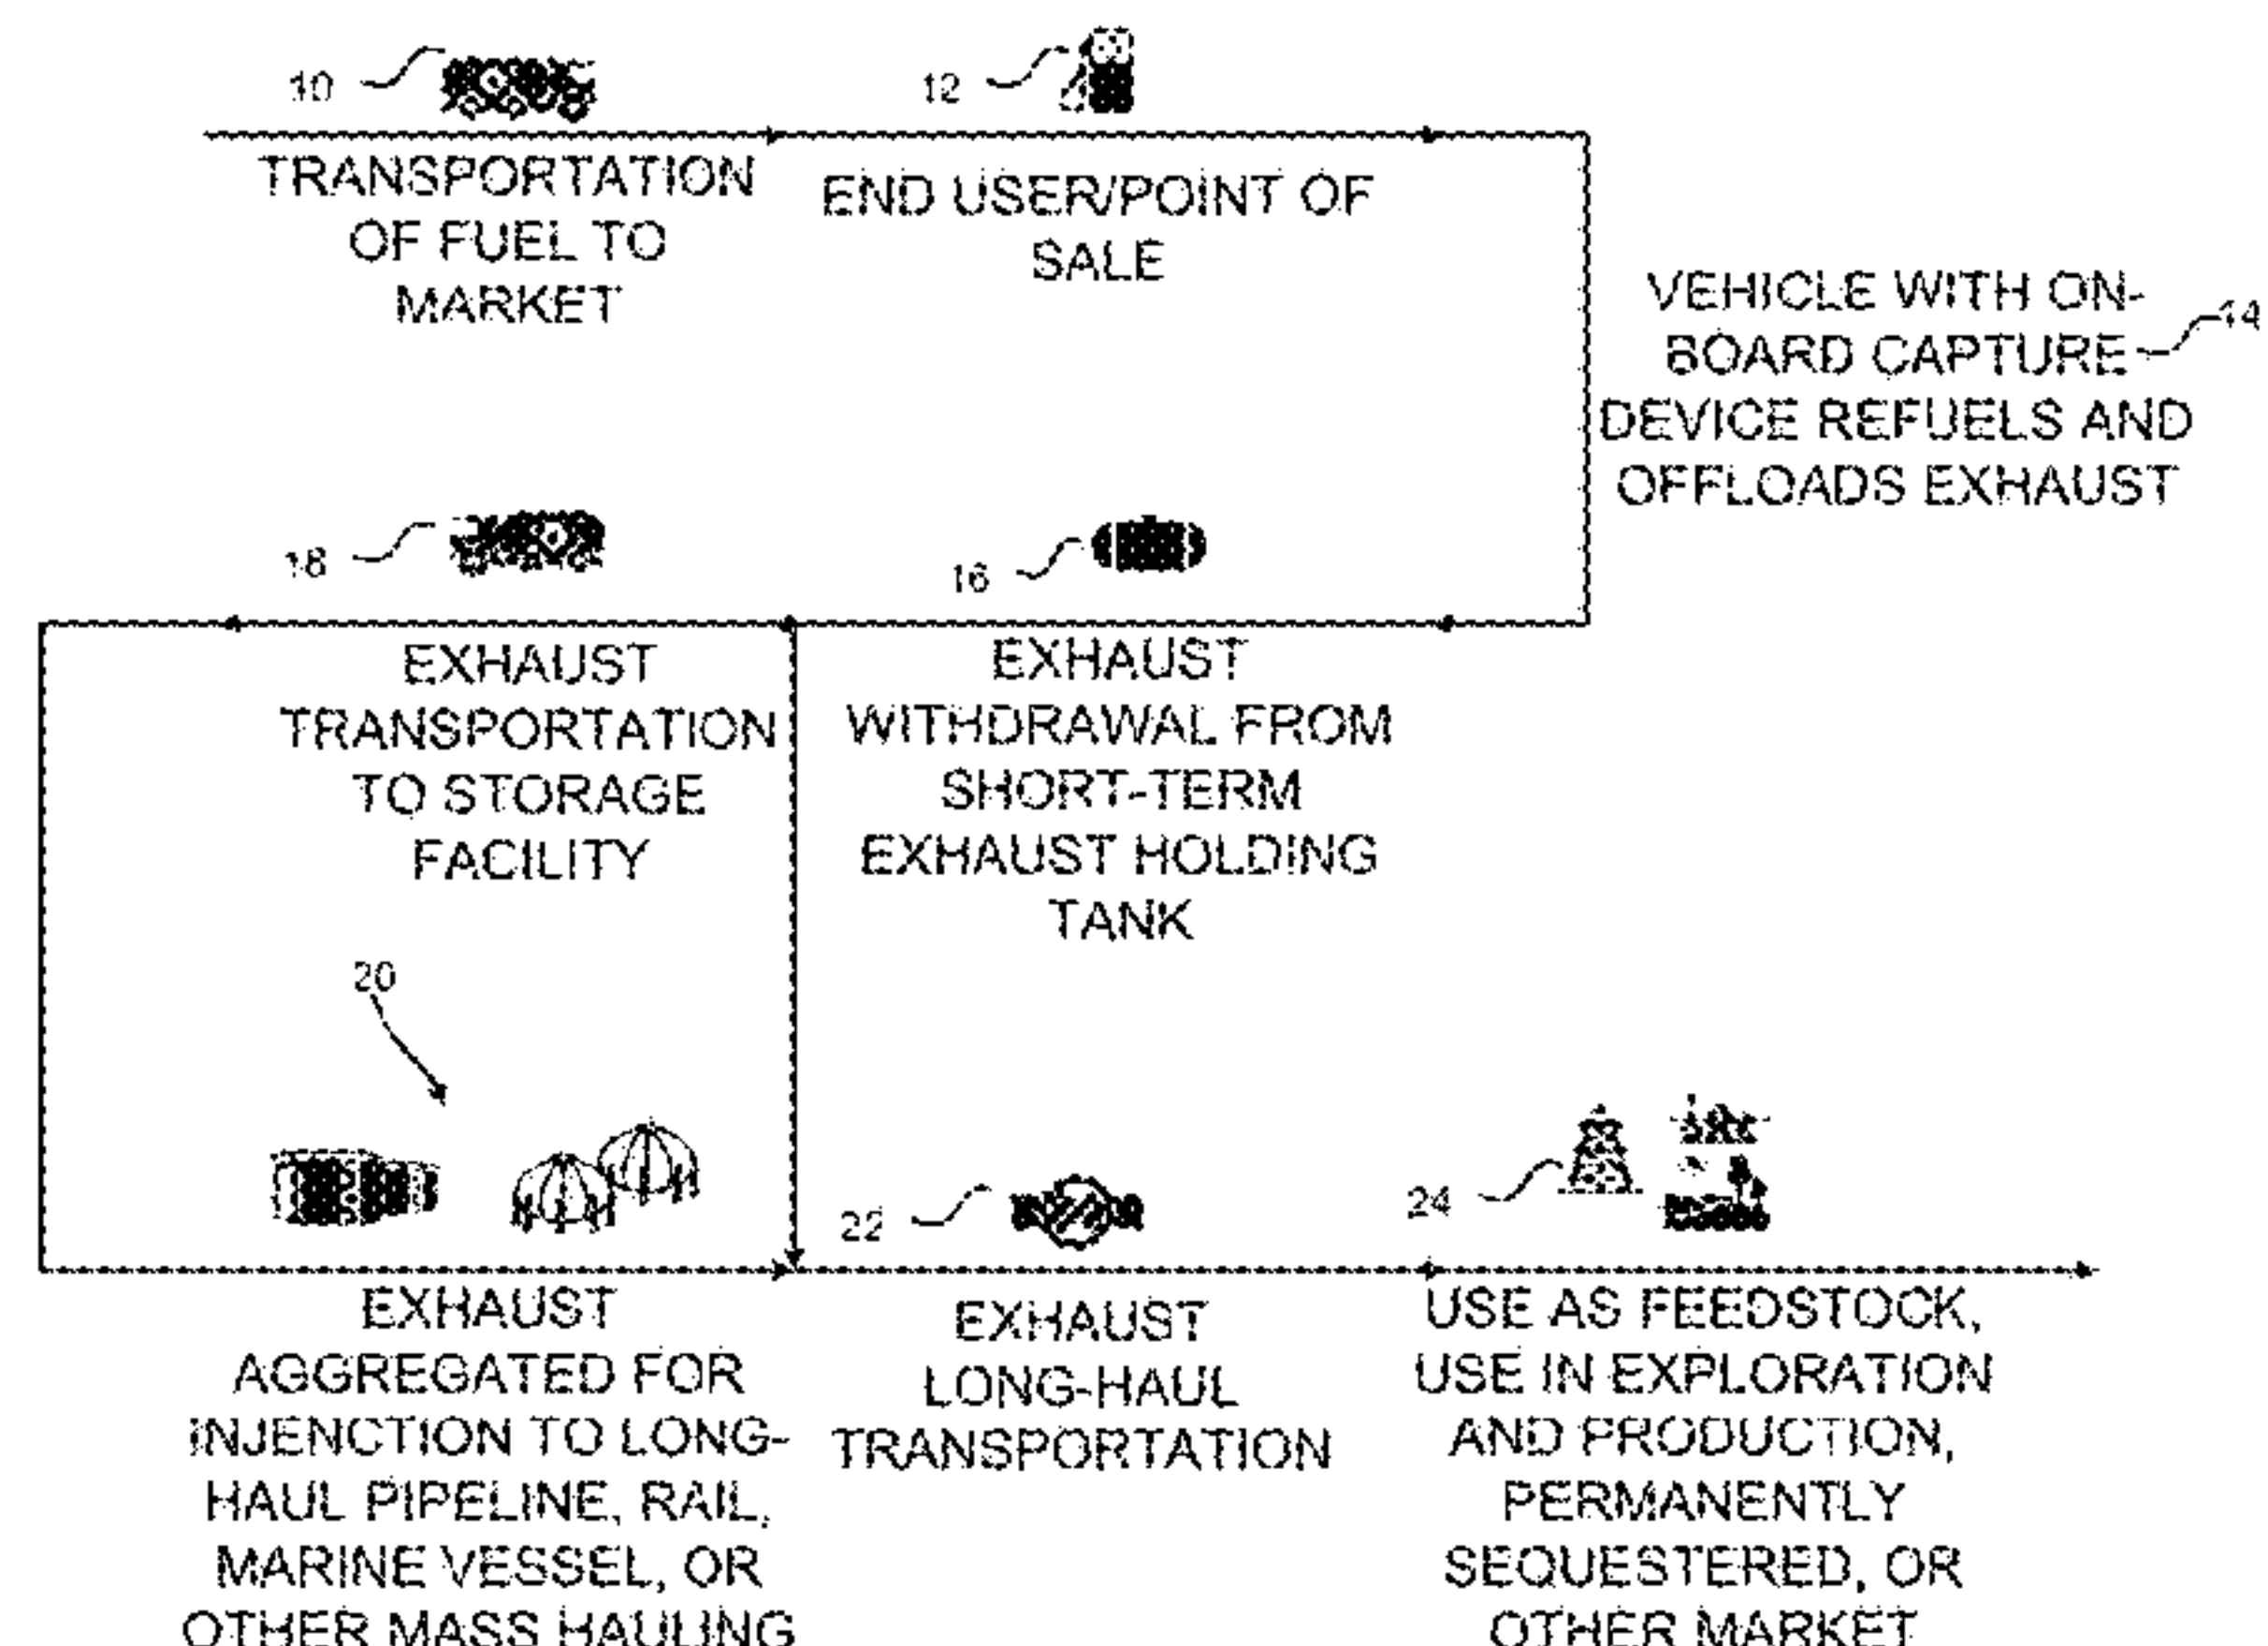 10
12
TRANSPORTATION
OF FUEL TO
MARKET
END USER/POINT OF
SALE
VEHICLE WITH ON-
BOARD CAPTURE
DEVICE REFUELS AND
OFFLOADS EXHAUST
14
18
16
EXHAUST
TRANSPORTATION
TO STORAGE
FACILITY
EXHAUST
WITHDRAWAL FROM
SHORT-TERM
EXHAUST HOLDING
TANK
20
22
24
EXHAUST
AGGREGATED FOR
INJENCTION TO LONG-
HAUL PIPELINE, RAIL,
MARINE VESSEL, OR
OTHER MASS HAULING
EXHAUST
LONG-HAUL
TRANSPORTATION
USE AS FEEDSTOCK,
USE IN EXPLORATION
AND PRODUCTION,
PERMANENTLY
SEQUESTERED, OR
OTHER MARKET